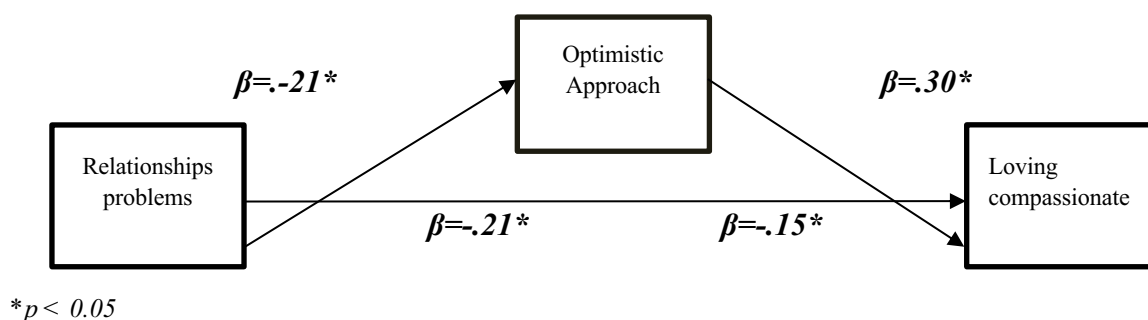 Optimistic
Approach
β=.-21*
β=.30*
Relationships
problems
Loving
compassionate
β=-.21*
β=-.15*
*p < 0.05